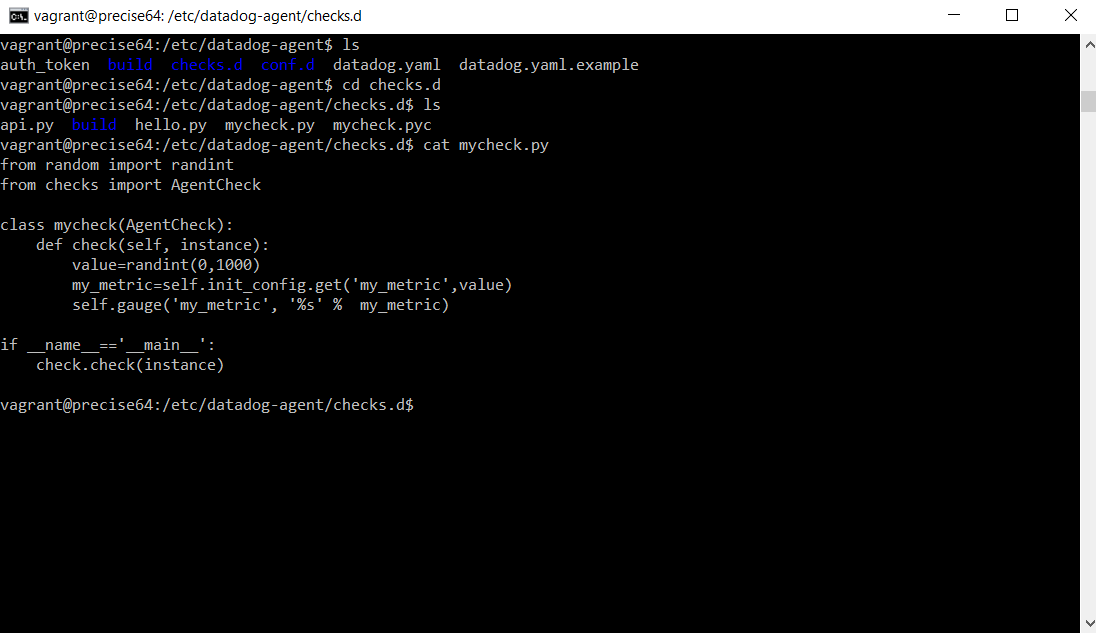 vagrant@precise64: /etc/datadog-agent/checks.d
vagrant@precise64:/etc/datadog-agent$ ls
auth_token  build  checks.d  conf.d  datadog.yaml  datadog.yaml.example
vagrant@precise64:/etc/datadog-agent$ cd checks.d
vagrant@precise64:/etc/datadog-agent/checks.d$ ls
api.py  build  hello.py  mycheck.py  mycheck.pyc
vagrant@precise64:/etc/datadog-agent/checks.d$ cat mycheck.py
from random import randint
from checks import AgentCheck

class mycheck(AgentCheck):
    def check(self, instance):
        value=randint(0,1000)
        my_metric=self.init_config.get('my_metric',value)
        self.gauge('my_metric', '%s' %  my_metric)

if __name__=='__main__':
    check.check(instance)

vagrant@precise64:/etc/datadog-agent/checks.d$